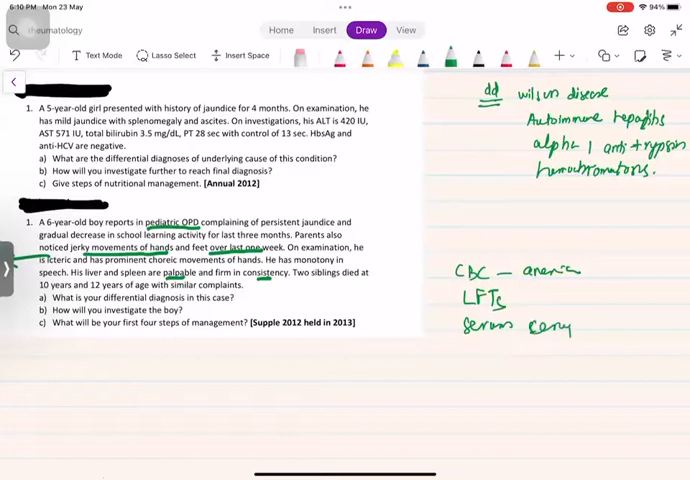 6:10 PM Mon 23 May
94%
rheumatology
Home Insert Draw View
Text Mode Lasso Select Insert Space
1. A 5-year-old girl presented with history of jaundice for 4 months. On examination, he
has mild jaundice with splenomegaly and ascites. On investigations, his ALT is 420 IU,
AST 571 IU, total bilirubin 3.5 mg/dL, PT 28 sec with control of 13 sec. HbsAg and
anti-HCV are negative.
a) What are the differential diagnoses of underlying cause of this condition?
b) How will you investigate further to reach final diagnosis?
c) Give steps of nutritional management. [Annual 2012]
1. A 6-year-old boy reports in pediatric OPD complaining of persistent jaundice and
gradual decrease in school learning activity for last three months. Parents also
noticed jerky movements of hands and feet over last one week. On examination, he
is icteric and has prominent choreic movements of hands. He has monotony in
speech. His liver and spleen are palpable and firm in consistency. Two siblings died at
10 years and 12 years of age with similar complaints.
a) What is your differential diagnosis in this case?
b) How will you investigate the boy?
c) What will be your first four steps of management? [Supple 2012 held in 2013]
dd wilson disease
Autoimmune
alpha 1 anti trypsin
CBC –
LFTs
serum